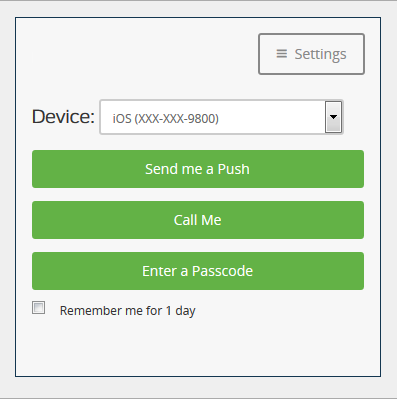 Settings
Device: iOS (XXX-XXX-9800)
Send me a Push
Call Me
Enter a Passcode
Remember me for 1 day